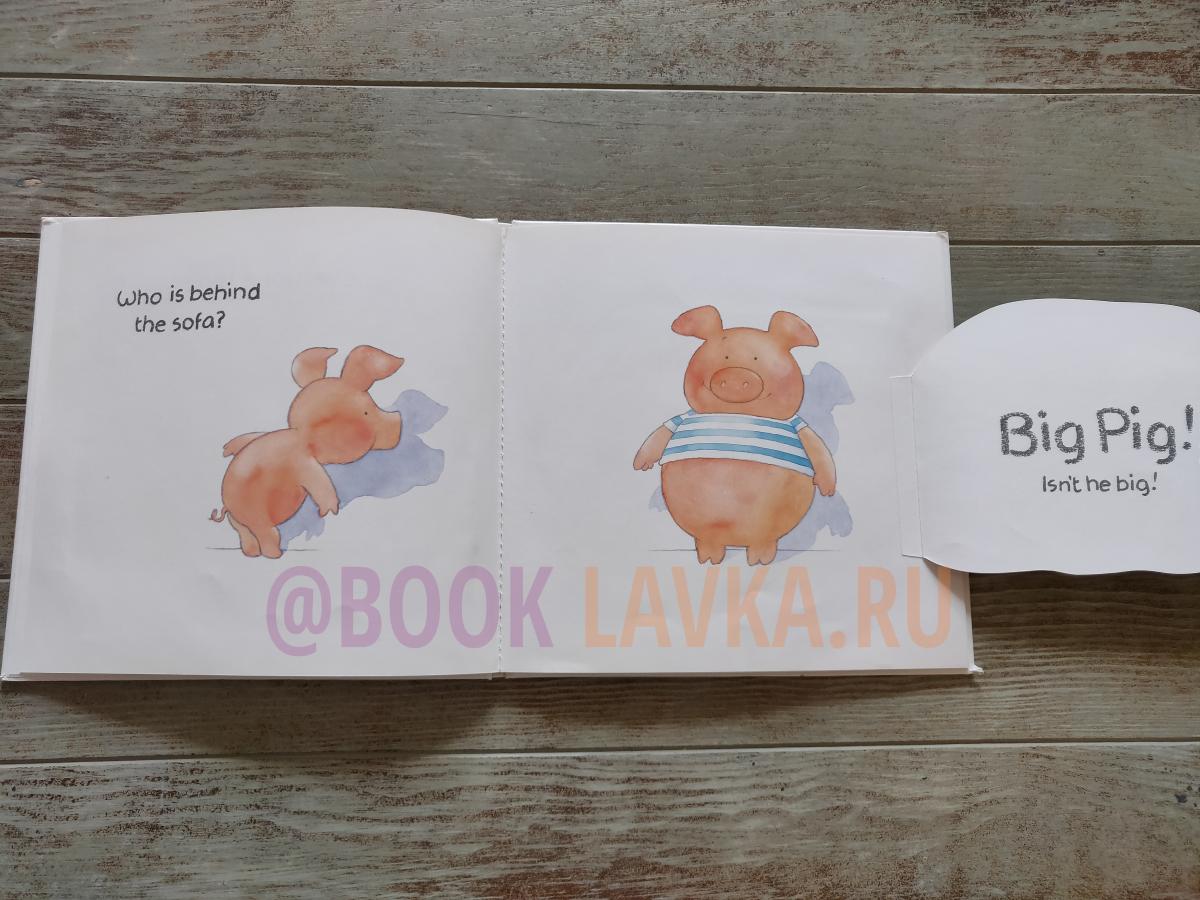 Who is behind
the sofa?
Big Pig!
Isn't he big!
@BOOK LAVKA.RU